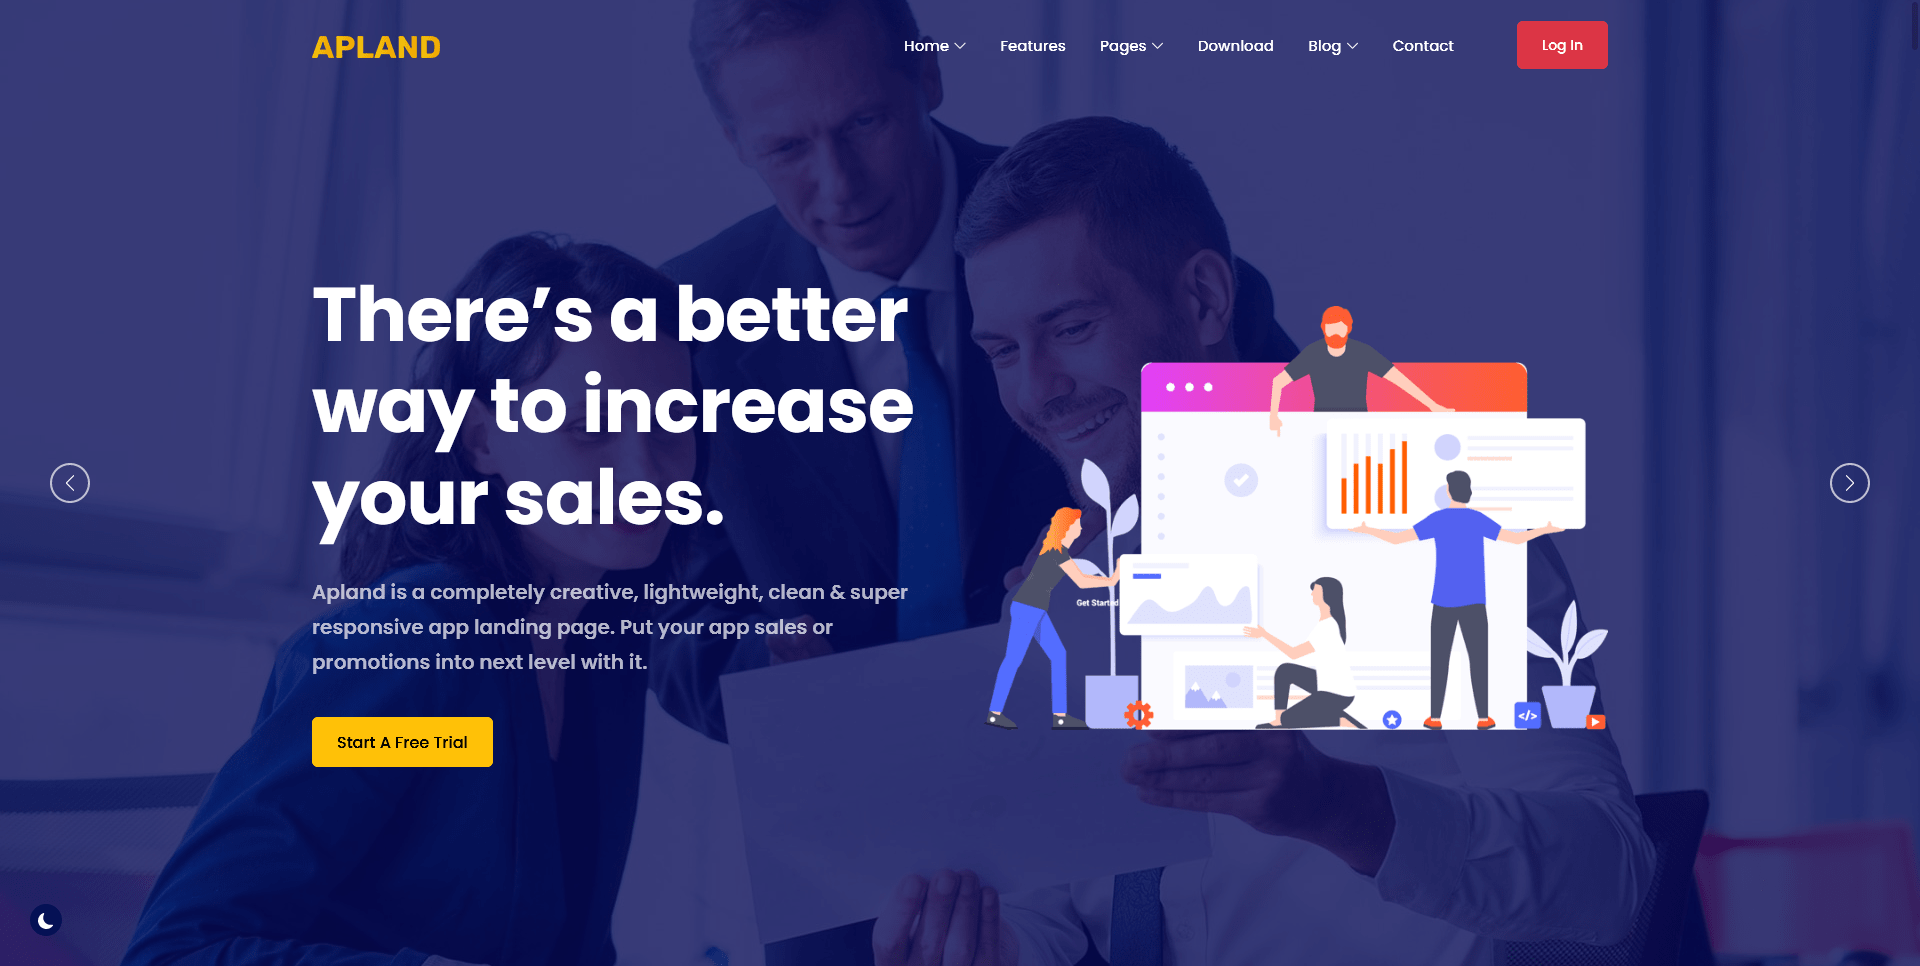 APLAND
Home
Features
Pages
Download
Blog
Contact
Log In
There’s a better
way to increase
your sales.
Apland is a completely creative, lightweight, clean & super
responsive app landing page. Put your app sales or
promotions into next level with it.
Get Started
Start A Free Trial